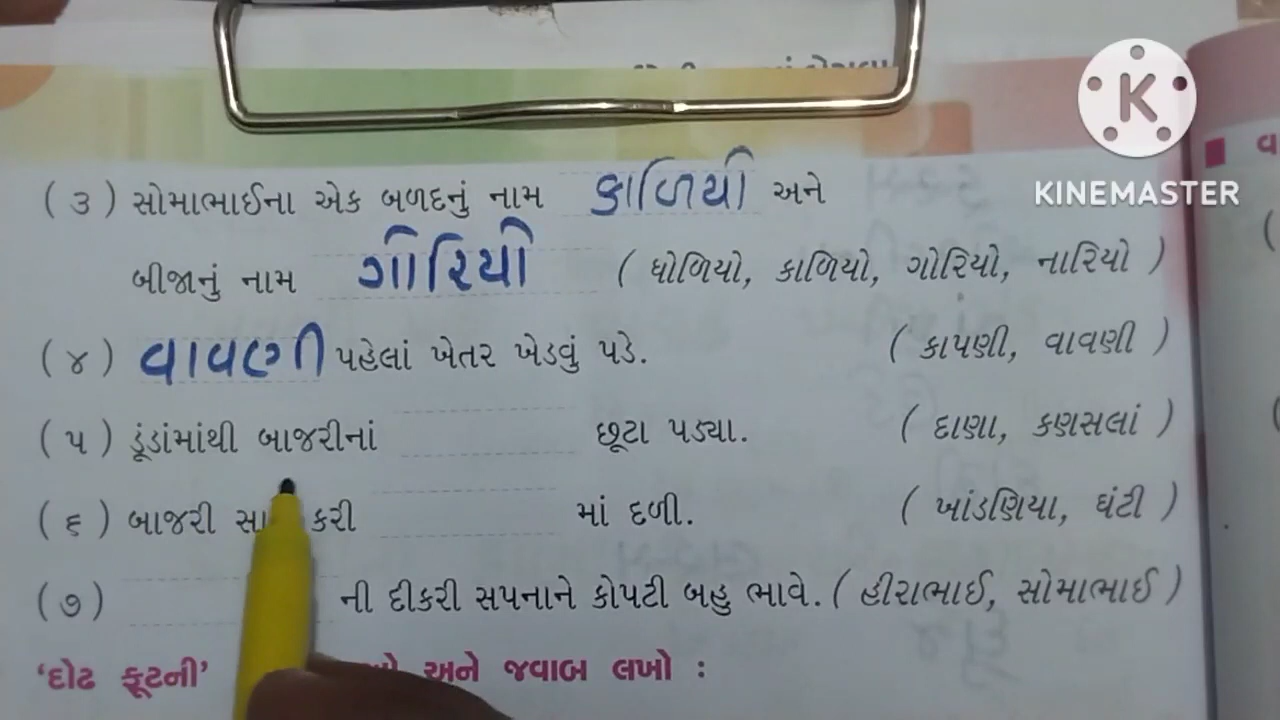 KINEMASTER
(૩) સોમાભાઈના એક બળદનું નામ કાળિયો અને
બીજાનું નામ ગોરિયો (ધોળિયો, કાળિયો, ગોરિયો, નારિયો)
(૪) વાવણી પહેલાં ખેતર ખેડવું પડે. (કાપણી, વાવણી)
(૫) ડૂંડાંમાંથી બાજરીનાં છૂટા પડ્યા. (દાણા, કણસલાં)
(૬) બાજરી કરી માં દળી. (ખાંડણિયા, ઘંટી)
(૭) ની દીકરી સપનાને કોપટી બહુ ભાવે. (હીરાભાઈ, સોમાભાઈ)
‘દોઢ ફૂટની’ અને જવાબ લખો :